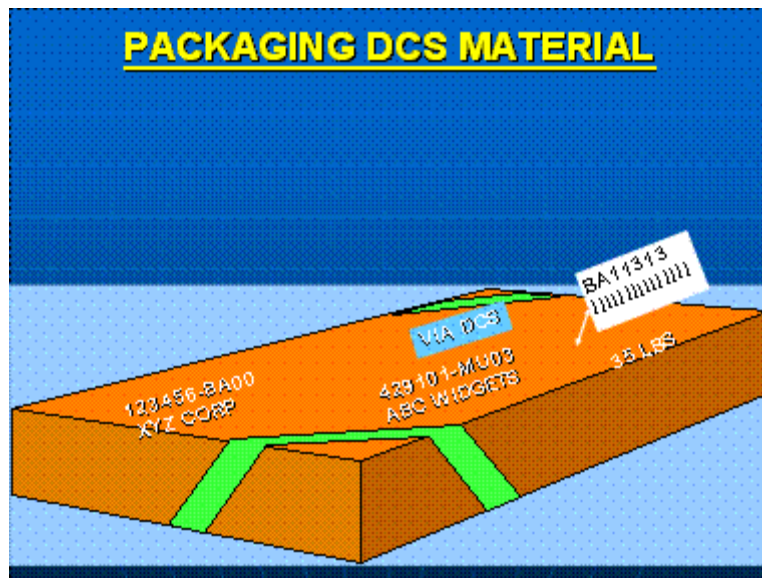 PACKAGING DCS MATERIAL
BA11313
VIA DCS
35 LBS
123456-BA00
XYZ CORP
429101-MU03
ABC WIDGETS